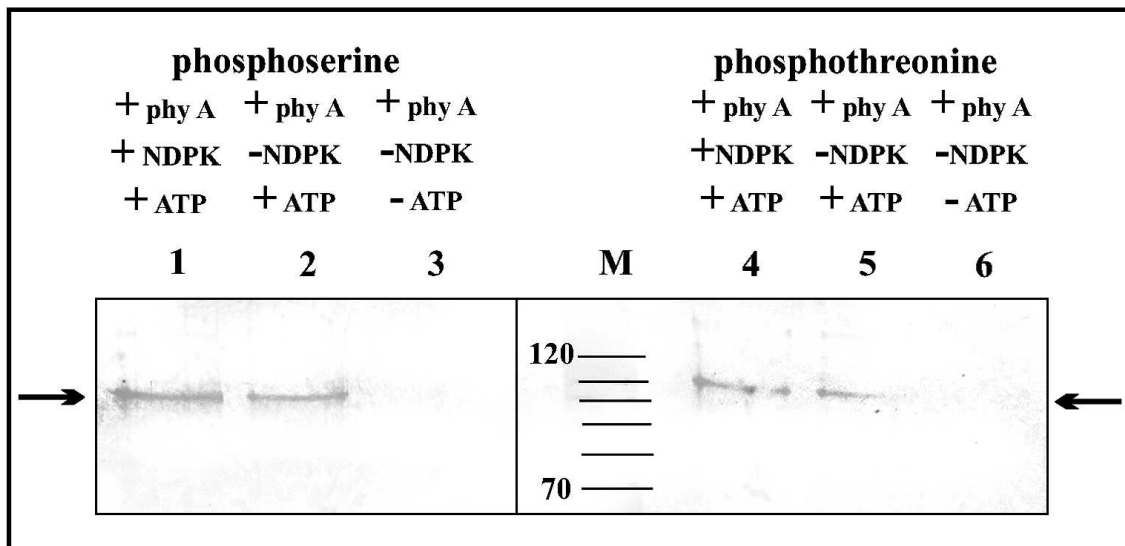 phosphoserine phosphothreonine
+ phy A + phy A + phy A + phy A + phy A + phy A
+ NDPK -NDPK -NDPK +NDPK -NDPK -NDPK
+ ATP + ATP - ATP + ATP + ATP - ATP
1 2 3 M 4 5 6
120
70